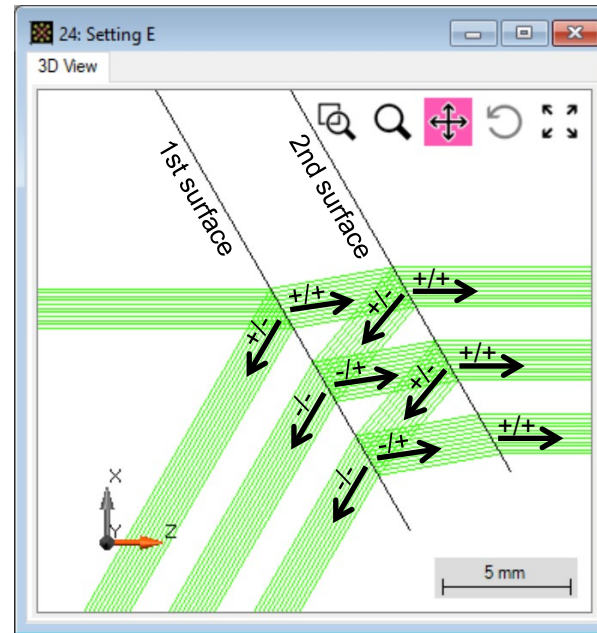 24: Setting E
3D View
1st surface
2nd surface
+/+
+/-
+/-
+/+
-/+
-/-
+/-
+/+
-/+
-/-
+/+
X
Y
Z
5 mm